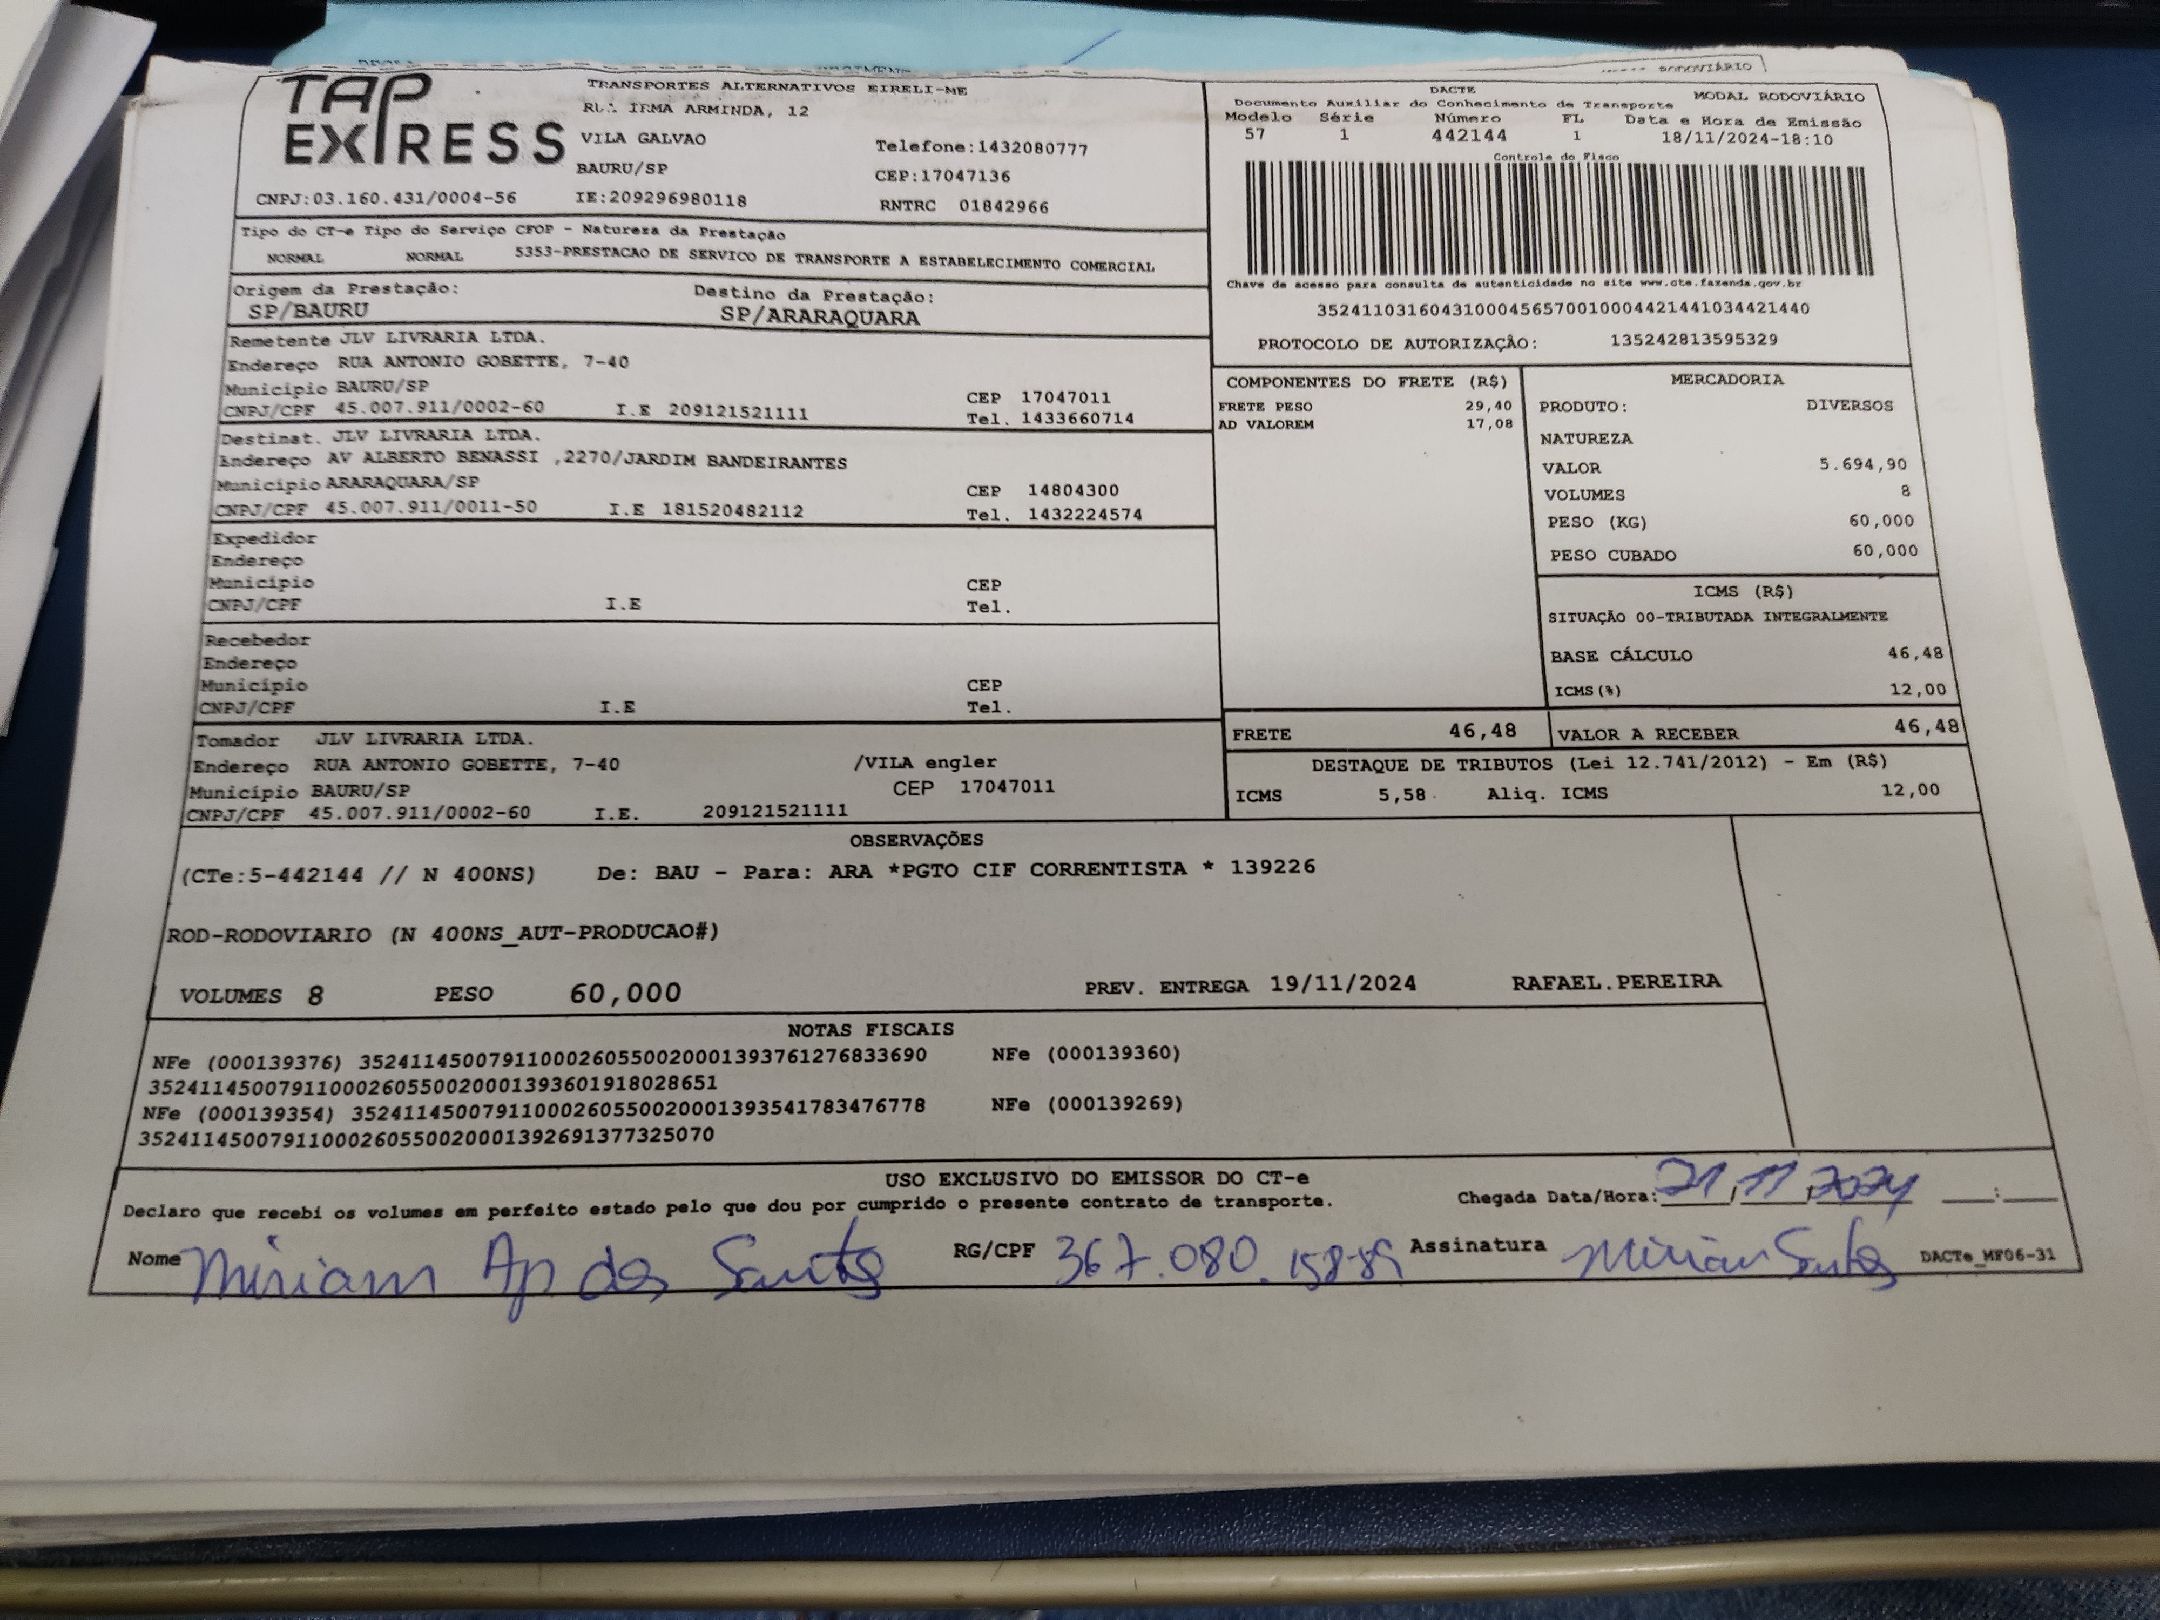 TAP EXPRESS
TRANSPORTES ALTERNATIVOS EIRELI-ME
RUA IRMA ARMINDA, 12
VILA GALVAO
Telefone:1432080777
BAURU/SP
CEP:17047136
CNPJ:03.160.431/0004-56 IE:209296980118 RNTRC 01842966
DACTE MODAL RODOVIÁRIO
Documento Auxiliar do Conhecimento de Transporte
Modelo Série Número FL Data e Hora de Emissão
57 1 442144 1 18/11/2024-18:10
Controle do Fisco
Chave de acesso para consulta de autenticidade no site www.cte.fazenda.gov.br
35241103160431000456570010004421441034421440
PROTOCOLO DE AUTORIZAÇÃO: 135242813595329
Tipo do CT-e Tipo do Serviço CFOP - Natureza da Prestação
NORMAL NORMAL 5353-PRESTACAO DE SERVICO DE TRANSPORTE A ESTABELECIMENTO COMERCIAL
Origem da Prestação: Destino da Prestação:
SP/BAURU SP/ARARAQUARA
Remetente JLV LIVRARIA LTDA.
Endereço RUA ANTONIO GOBETTE, 7-40
Município BAURU/SP CEP 17047011
CNPJ/CPF 45.007.911/0002-60 I.E 209121521111 Tel. 1433660714
Destinat. JLV LIVRARIA LTDA.
Endereço AV ALBERTO BENASSI ,2270/JARDIM BANDEIRANTES
Município ARARAQUARA/SP CEP 14804300
CNPJ/CPF 45.007.911/0011-50 I.E 181520482112 Tel. 1432224574
Expedidor
Endereço
Município CEP
CNPJ/CPF I.E Tel.
Recebedor
Endereço
Município CEP
CNPJ/CPF I.E Tel.
Tomador JLV LIVRARIA LTDA.
Endereço RUA ANTONIO GOBETTE, 7-40 /VILA engler
Município BAURU/SP CEP 17047011
CNPJ/CPF 45.007.911/0002-60 I.E. 209121521111
COMPONENTES DO FRETE (R$)
FRETE PESO 29,40
AD VALOREM 17,08
MERCADORIA
PRODUTO: DIVERSOS
NATUREZA
VALOR 5.694,90
VOLUMES 8
PESO (KG) 60,000
PESO CUBADO 60,000
ICMS (R$)
SITUAÇÃO 00-TRIBUTADA INTEGRALMENTE
BASE CÁLCULO 46,48
ICMS(%) 12,00
FRETE 46,48 VALOR A RECEBER 46,48
DESTAQUE DE TRIBUTOS (Lei 12.741/2012) - Em (R$)
ICMS 5,58 Aliq. ICMS 12,00
OBSERVAÇÕES
(CTe:5-442144 // N 400NS) De: BAU - Para: ARA *PGTO CIF CORRENTISTA * 139226
ROD-RODOVIARIO (N 400NS_AUT-PRODUCAO#)
VOLUMES 8 PESO 60,000 PREV. ENTREGA 19/11/2024 RAFAEL.PEREIRA
NOTAS FISCAIS
NFe (000139376) 35241145007911000260550020001393761276833690 NFe (000139360)
35241145007911000260550020001393601918028651
NFe (000139354) 35241145007911000260550020001393541783476778 NFe (000139269)
35241145007911000260550020001392691377325070
USO EXCLUSIVO DO EMISSOR DO CT-e
Declaro que recebi os volumes em perfeito estado pelo que dou por cumprido o presente contrato de transporte. Chegada Data/Hora: 21/11/2024 __:__
Nome Miriam Ap dos Santos RG/CPF 367.080.158-89 Assinatura Miriam Santos DACTe_MF06-31